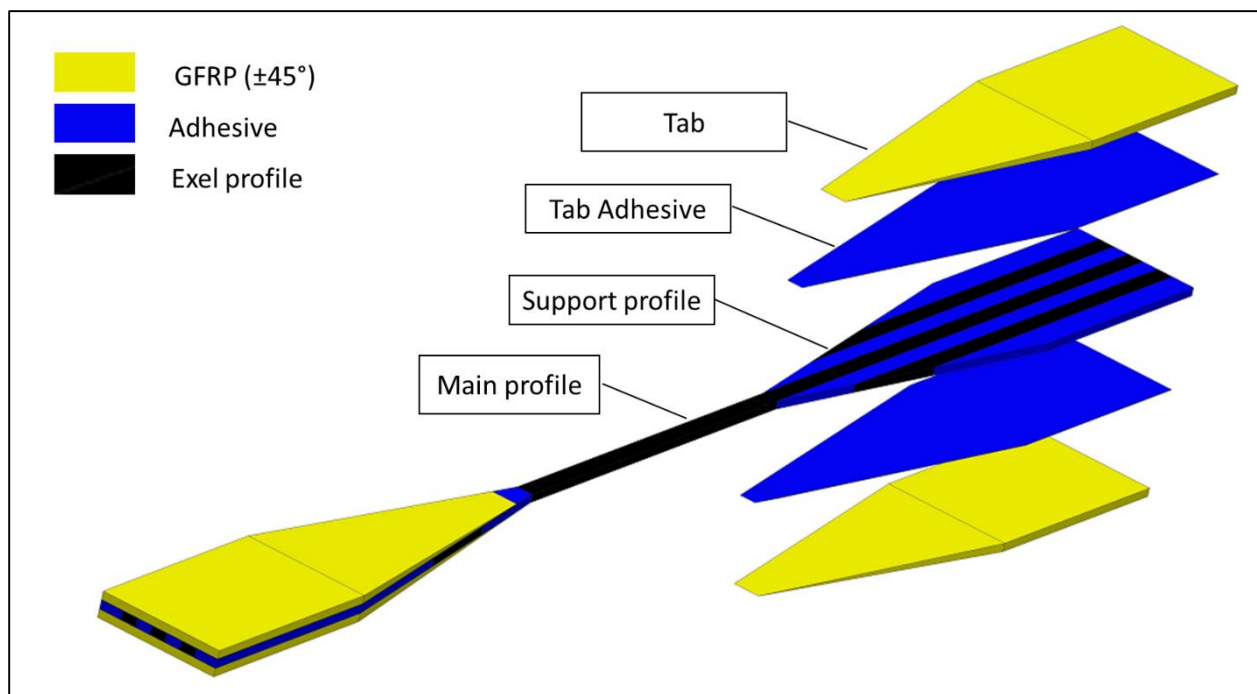 GFRP (±45°)
Adhesive
Exel profile
Tab
Tab Adhesive
Support profile
Main profile